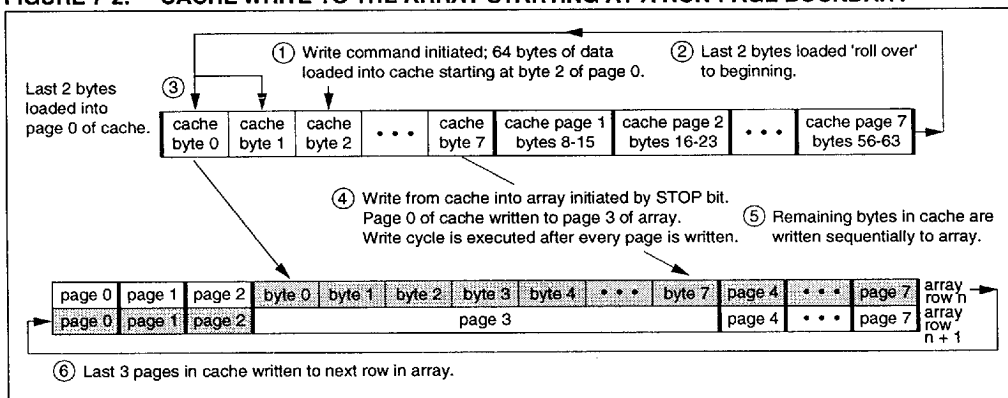 FIGURE 7-2: CACHE WRITE TO THE ARRAY STARTING AT A NON-PAGE BOUNDARY
① Write command initiated; 64 bytes of data
loaded into cache starting at byte 2 of page 0.
② Last 2 bytes loaded 'roll over'
to beginning.
Last 2 bytes
loaded into
page 0 of cache.
③
cache byte 0
cache byte 1
cache byte 2
• • •
cache byte 7
cache page 1 bytes 8-15
cache page 2 bytes 16-23
• • •
cache page 7 bytes 56-63
④ Write from cache into array initiated by STOP bit.
Page 0 of cache written to page 3 of array.
Write cycle is executed after every page is written.
⑤ Remaining bytes in cache are
written sequentially to array.
page 0 page 1 page 2 byte 0 byte 1 byte 2 byte 3 byte 4 • • • byte 7 page 4 • • • page 7 array row n
page 0 page 1 page 2 page 3 page 4 • • • page 7 array row n + 1
⑥ Last 3 pages in cache written to next row in array.